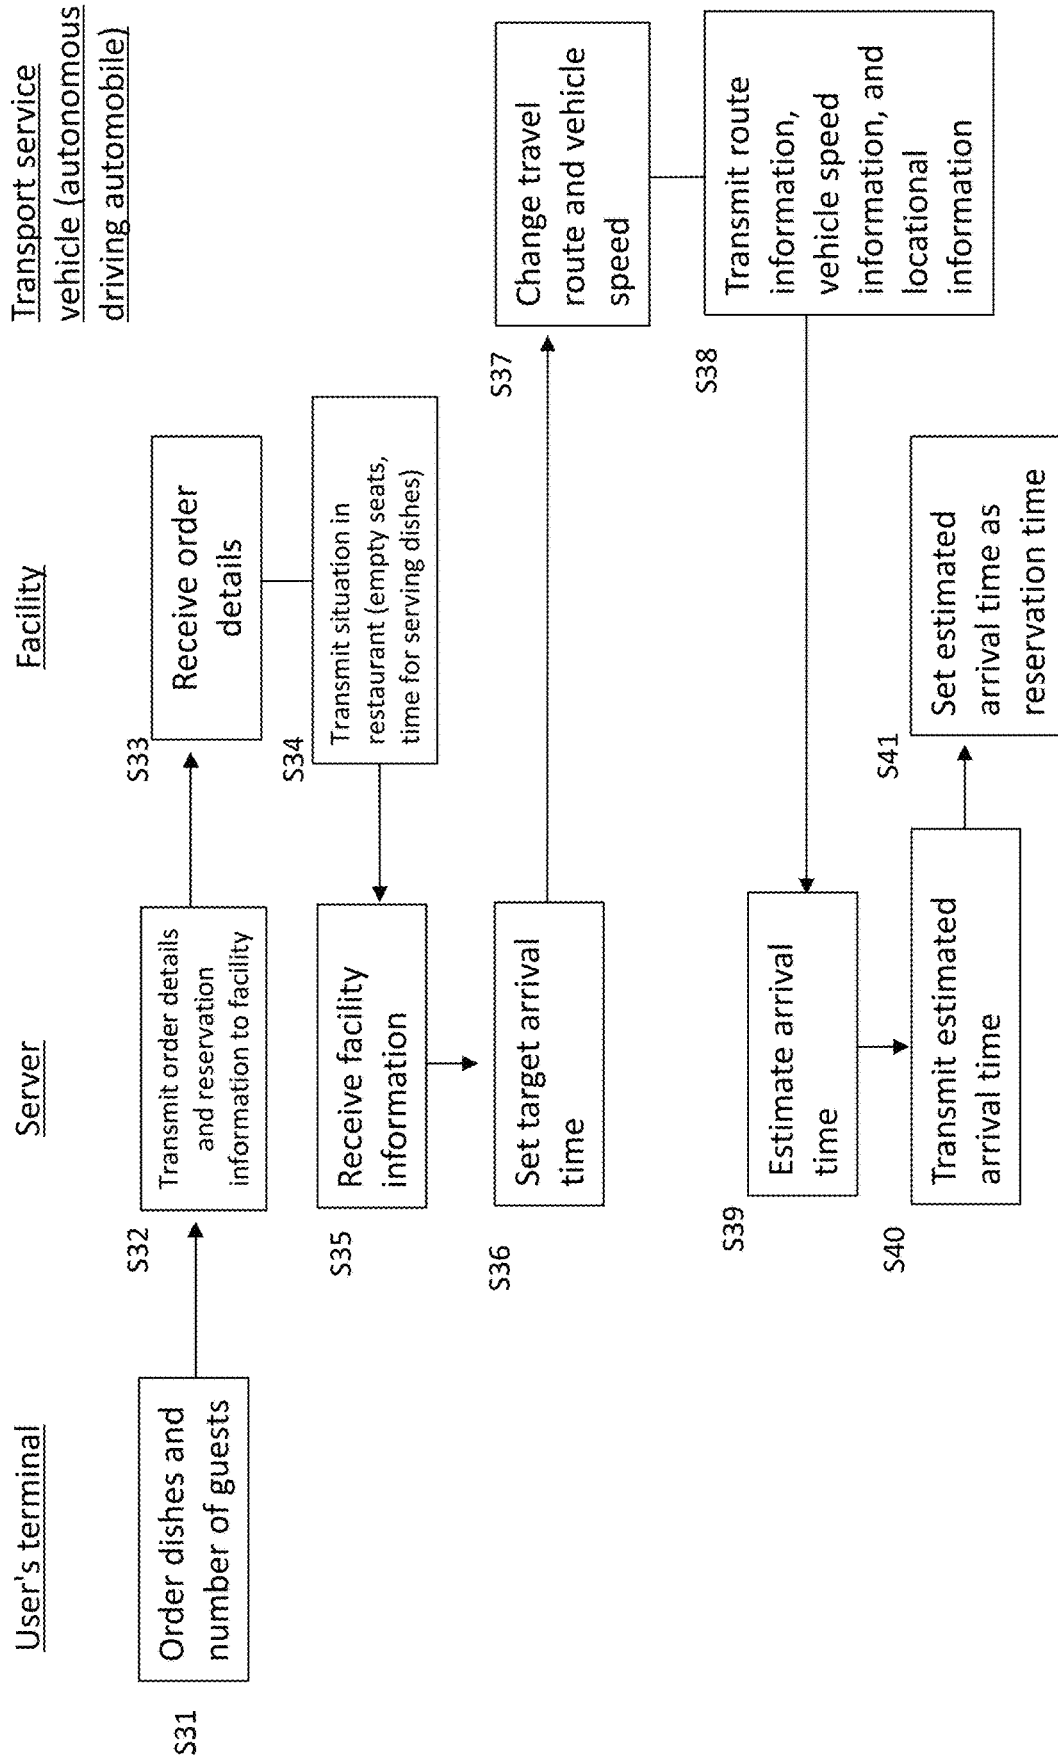 User's terminal
Server
Facility
Transport service
vehicle (autonomous
driving automobile)
S31
Order dishes and
number of guests
S32
Transmit order details
and reservation
information to facility
S33
Receive order
details
S34
Transmit situation in
restaurant (empty seats,
time for serving dishes)
S35
Receive facility
information
S36
Set target arrival
time
S37
Change travel
route and vehicle
speed
S38
Transmit route
information,
vehicle speed
information, and
locational
information
S39
Estimate arrival
time
S40
Transmit estimated
arrival time
S41
Set estimated
arrival time as
reservation time